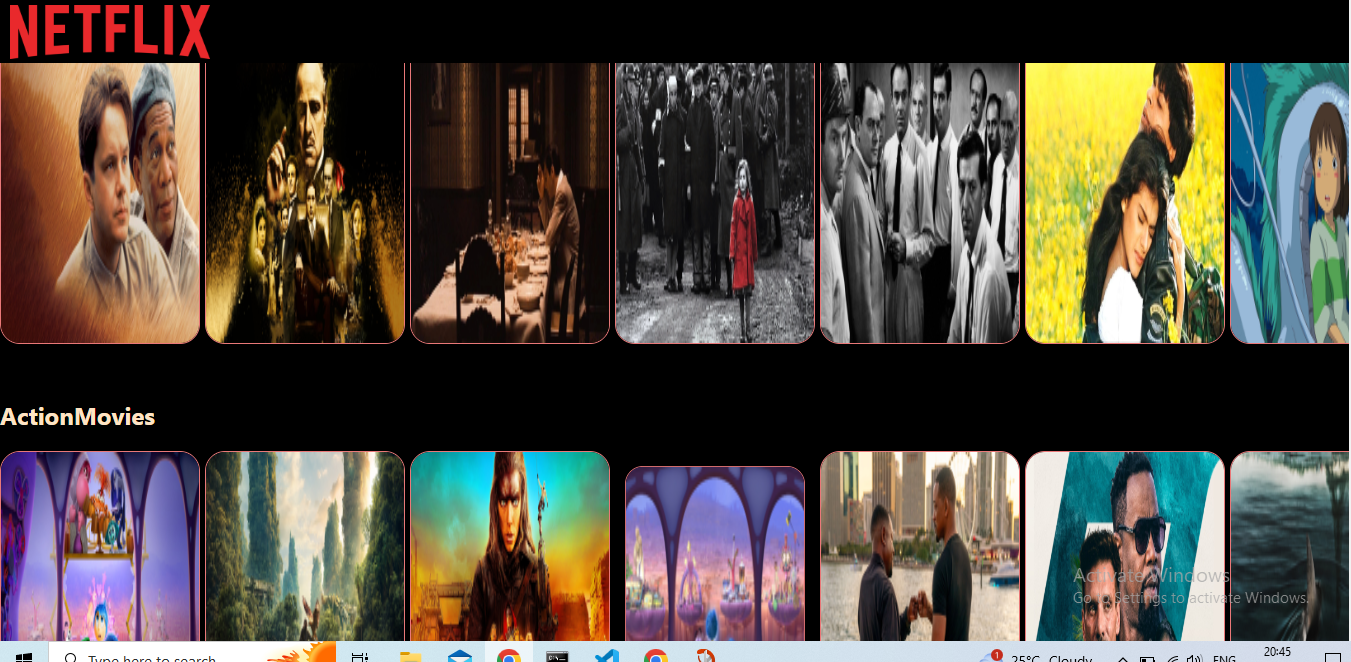 NETFLIX
ActionMovies
Activate Windows
Go to Settings to activate Windows.
Type here to search
1
25°C Cloudy
ENG
20:45